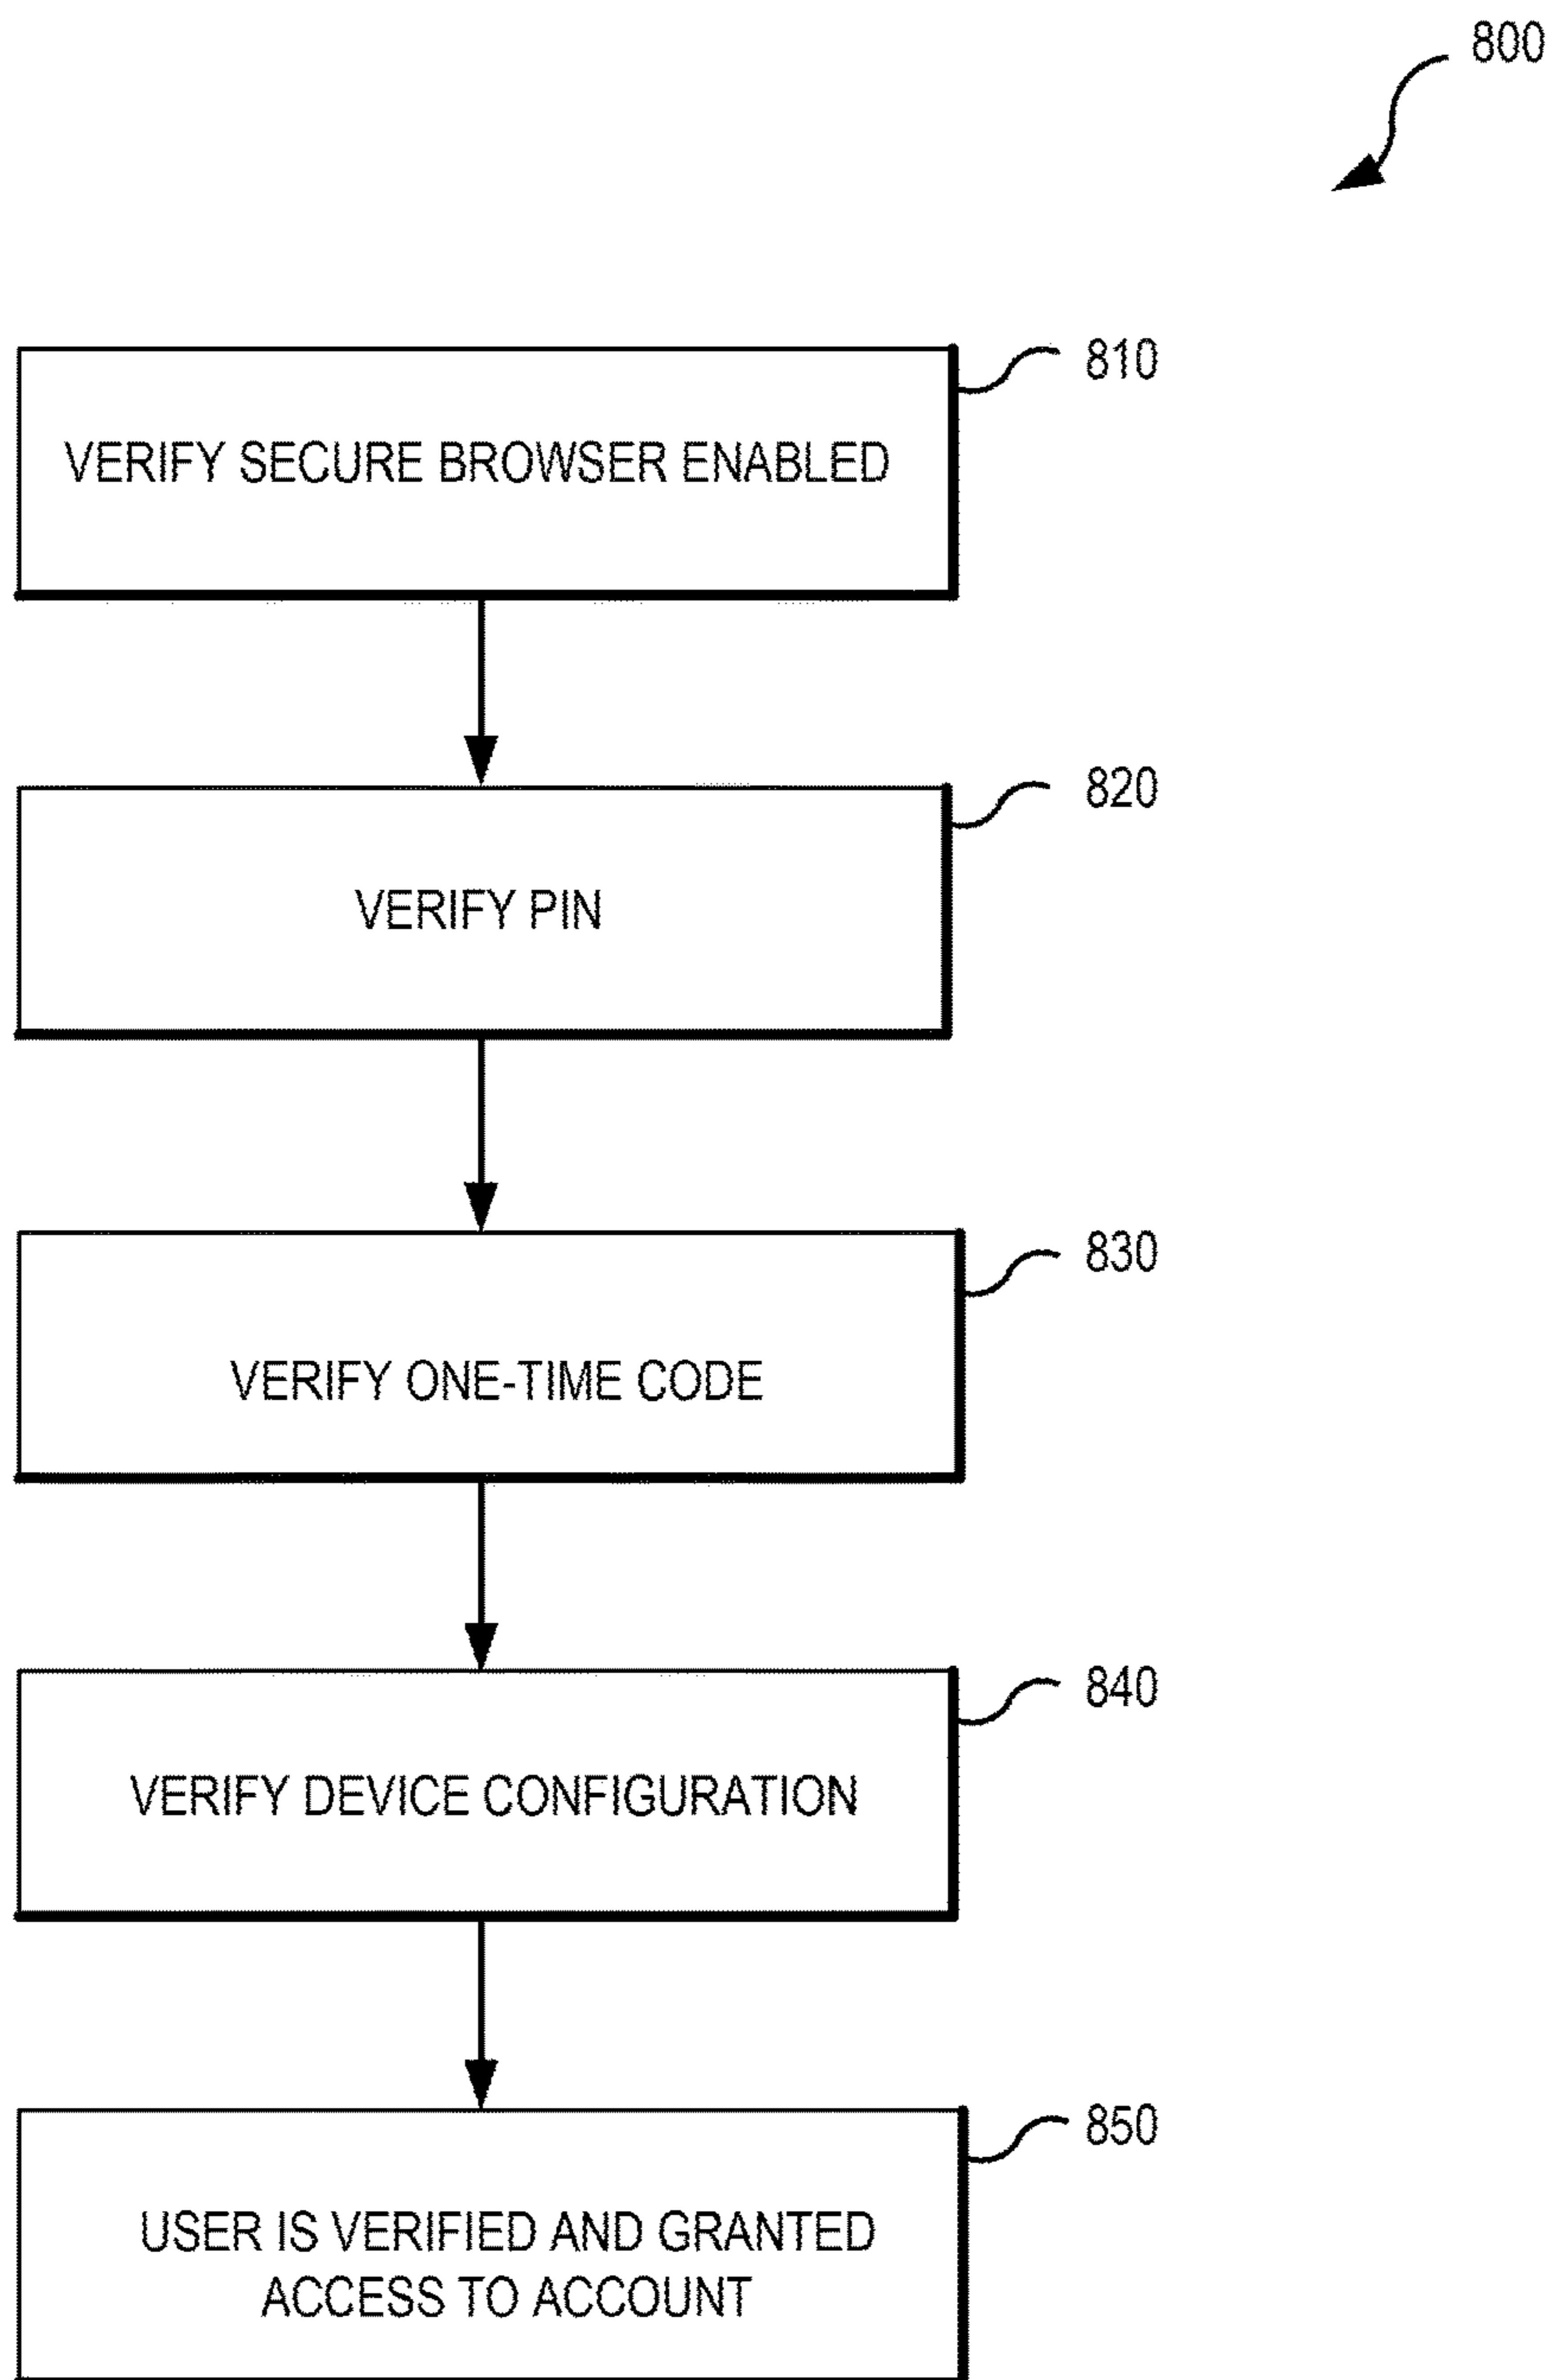 800
810
VERIFY SECURE BROWSER ENABLED
820
VERIFY PIN
830
VERIFY ONE-TIME CODE
840
VERIFY DEVICE CONFIGURATION
850
USER IS VERIFIED AND GRANTED
ACCESS TO ACCOUNT